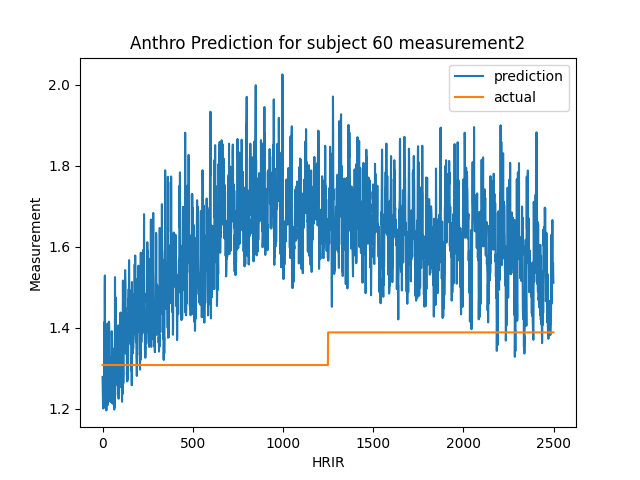 Anthro Prediction for subject 60 measurement2
prediction
actual
Measurement
2.0
1.8
1.6
1.4
1.2
0 500 1000 1500 2000 2500
HRIR